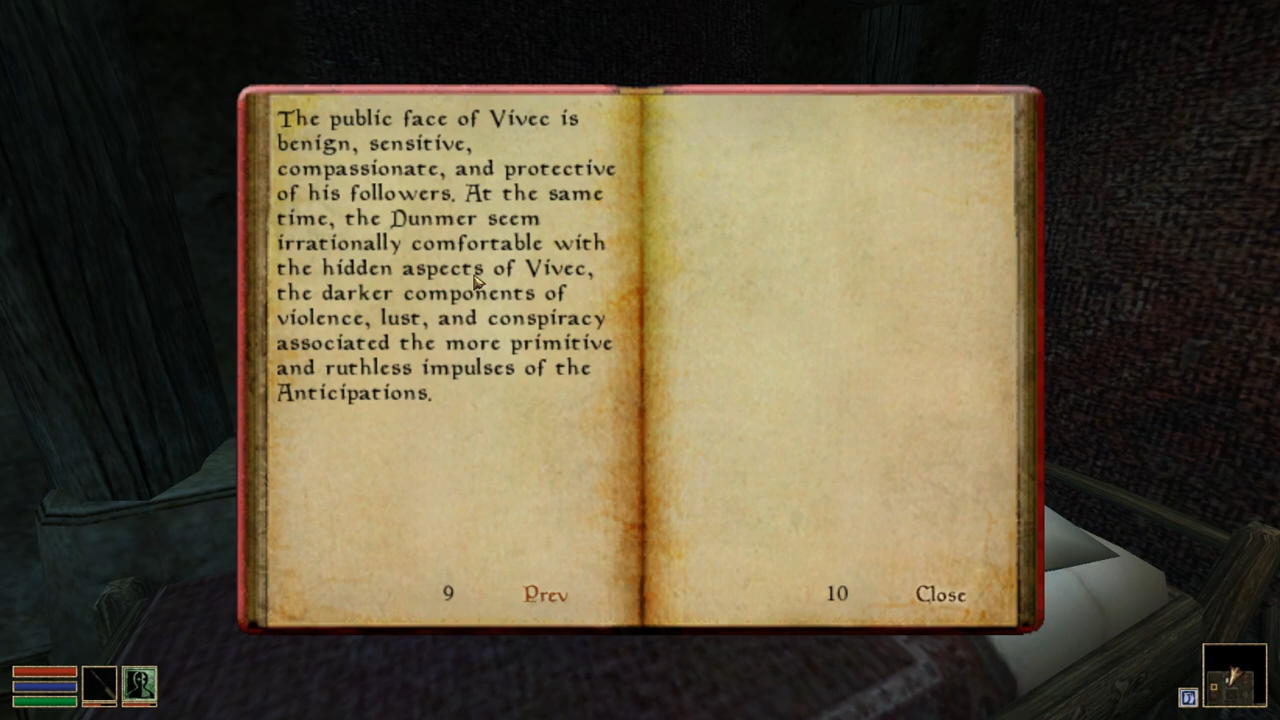 The public face of Vivec is
benign, sensitive,
compassionate, and protective
of his followers. At the same
time, the Dunmer seem
irrationally comfortable with
the hidden aspects of Vivec,
the darker components of
violence, lust, and conspiracy
associated the more primitive
and ruthless impulses of the
Anticipations.
9
Prev
10
Close